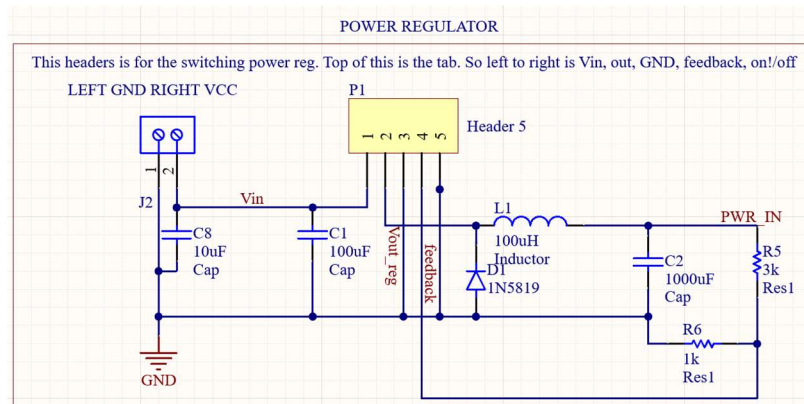 POWER REGULATOR
This headers is for the switching power reg. Top of this is the tab. So left to right is Vin, out, GND, feedback, on!/off
LEFT GND RIGHT VCC
P1
1
2
3
4
5
Header 5
1
2
J2
Vin
C8
10uF
Cap
C1
100uF
Cap
Vout_reg
feedback
L1
100uH
Inductor
D1
1N5819
PWR_IN
C2
1000uF
Cap
R5
3k
Res1
R6
1k
Res1
GND